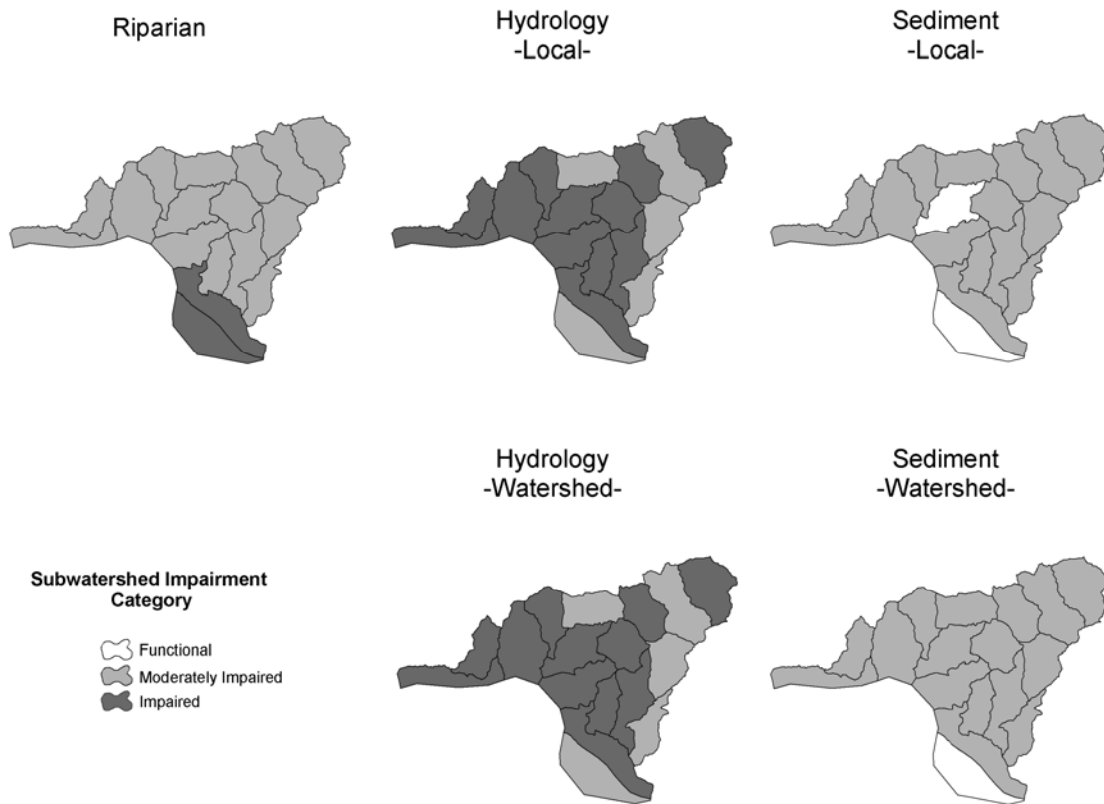 Riparian
Hydrology
-Local-
Sediment
-Local-
Hydrology
-Watershed-
Sediment
-Watershed-
Subwatershed Impairment
Category
Functional
Moderately Impaired
Impaired